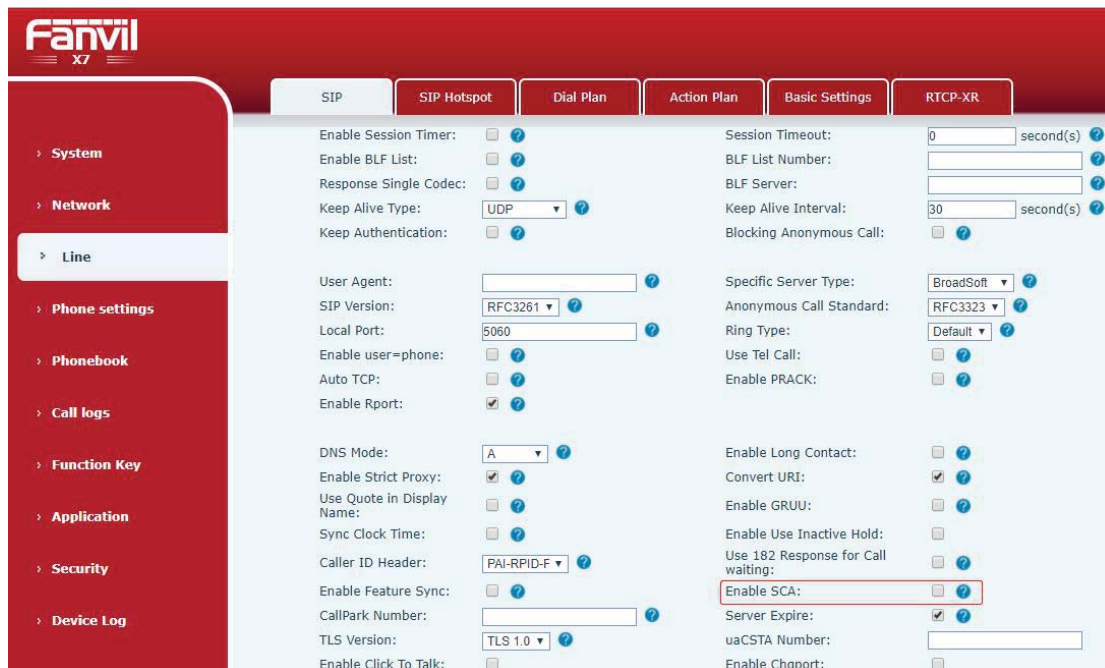 Fanvil
X7
SIP SIP Hotspot Dial Plan Action Plan Basic Settings RTCP-XR
› System
› Network
› Line
› Phone settings
› Phonebook
› Call logs
› Function Key
› Application
› Security
› Device Log
Enable Session Timer: ? Session Timeout: 0 second(s) ?
Enable BLF List: ? BLF List Number: ?
Response Single Codec: ? BLF Server: ?
Keep Alive Type: UDP ? Keep Alive Interval: 30 second(s) ?
Keep Authentication: ? Blocking Anonymous Call: ?
User Agent: ? Specific Server Type: BroadSoft ?
SIP Version: RFC3261 ? Anonymous Call Standard: RFC3323 ?
Local Port: 5060 ? Ring Type: Default ?
Enable user=phone: ? Use Tel Call: ?
Auto TCP: ? Enable PRACK: ?
Enable Rport: ?
DNS Mode: A ? Enable Long Contact: ?
Enable Strict Proxy: ? Convert URI: ?
Use Quote in Display
Name: ? Enable GRUU: ?
Sync Clock Time: ? Enable Use Inactive Hold:
Caller ID Header: PAI-RPID-F ? Use 182 Response for Call
waiting: ?
Enable Feature Sync: ? Enable SCA: ?
CallPark Number: ? Server Expire: ?
TLS Version: TLS 1.0 ? uaCSTA Number:
Enable Click To Talk: Enable Chgport: